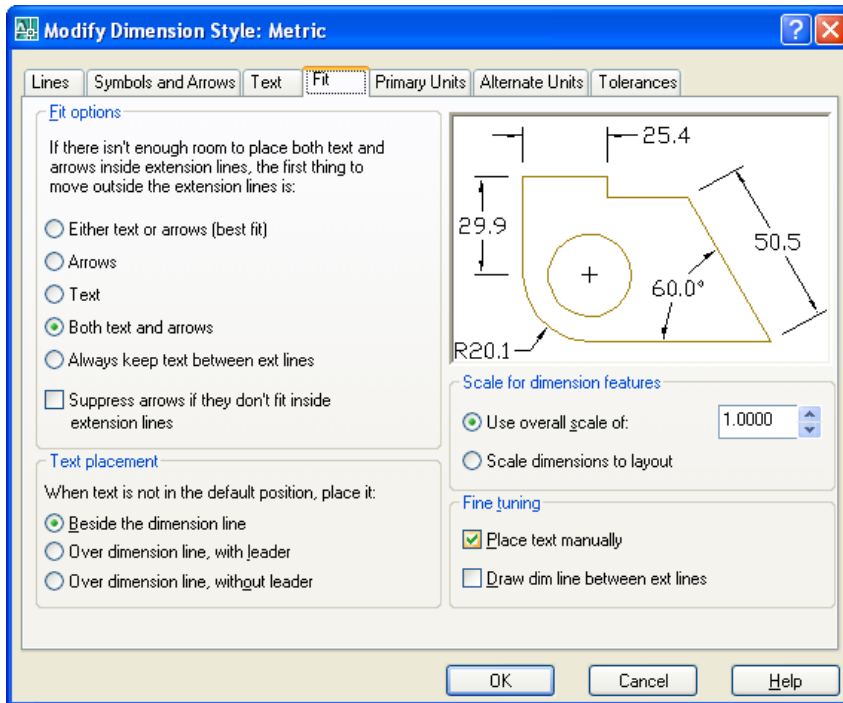 Modify Dimension Style: Metric
Lines
Symbols and Arrows
Text
Fit
Primary Units
Alternate Units
Tolerances
Fit options
If there isn't enough room to place both text and
arrows inside extension lines, the first thing to
move outside the extension lines is:
Either text or arrows (best fit)
Arrows
Text
Both text and arrows
Always keep text between ext lines
Suppress arrows if they don't fit inside
extension lines
Text placement
When text is not in the default position, place it:
Beside the dimension line
Over dimension line, with leader
Over dimension line, without leader
25.4
29.9
50.5
60.0°
R20.1
Scale for dimension features
Use overall scale of:
1.0000
Scale dimensions to layout
Fine tuning
Place text manually
Draw dim line between ext lines
OK
Cancel
Help